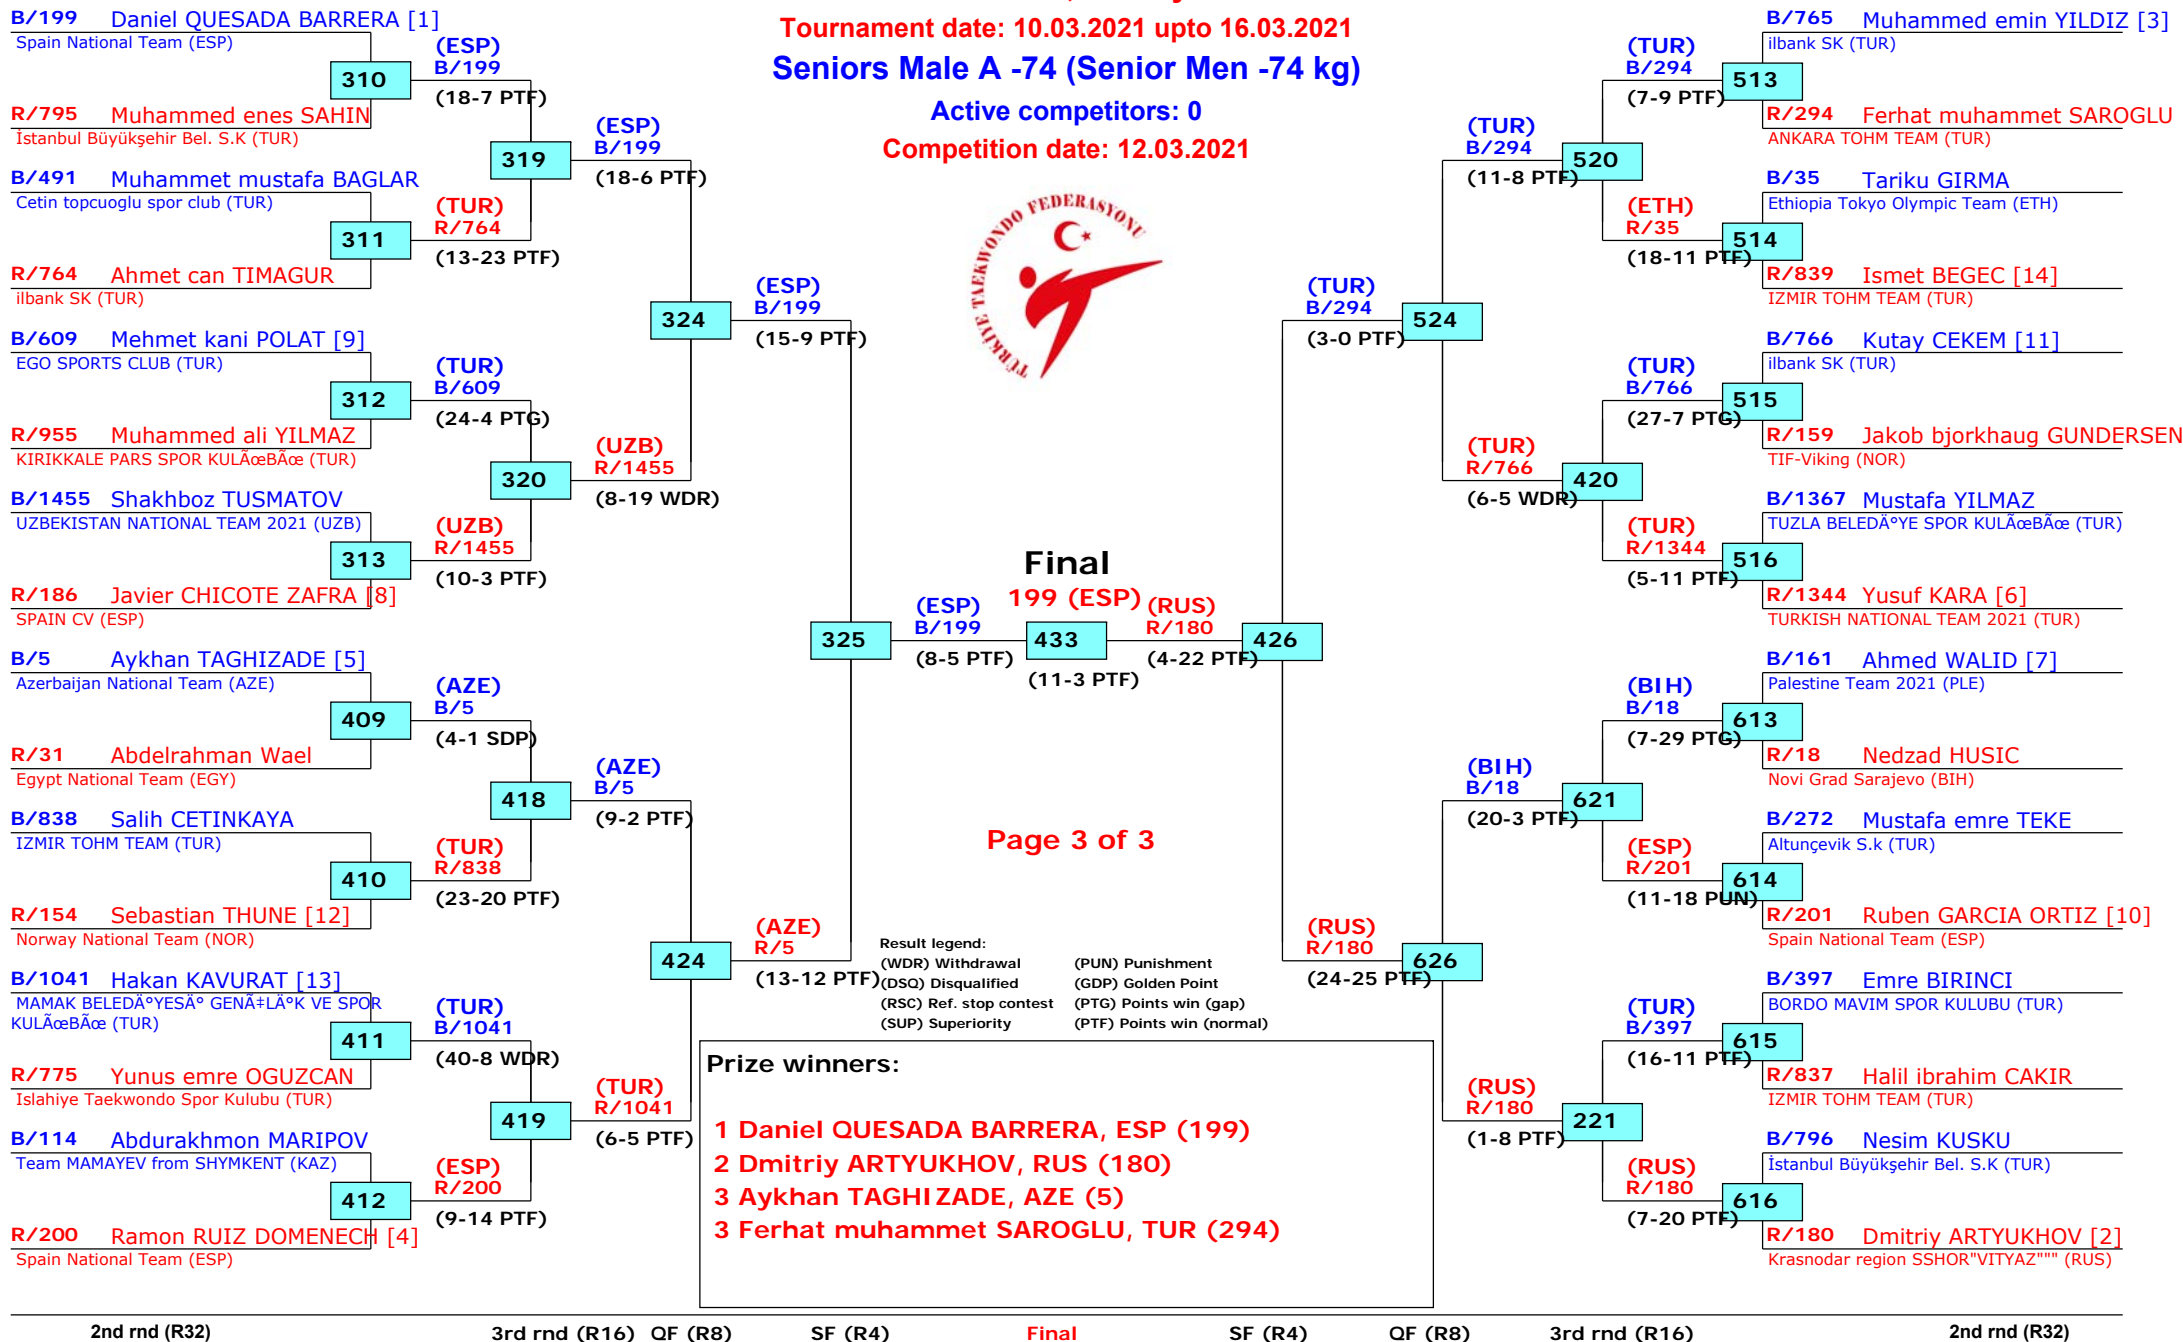 Tournament date: 10.03.2021 upto 16.03.2021
Seniors Male A -74 (Senior Men -74 kg)
Active competitors: 0
Competition date: 12.03.2021
TÜRKİYE TAEKWONDO FEDERASYONU
B/199 Daniel QUESADA BARRERA [1]
Spain National Team (ESP)
310
R/795 Muhammed enes SAHIN
İstanbul Büyükşehir Bel. S.K (TUR)
B/491 Muhammet mustafa BAGLAR
Cetin topcuoglu spor club (TUR)
311
R/764 Ahmet can TIMAGUR
ilbank SK (TUR)
B/609 Mehmet kani POLAT [9]
EGO SPORTS CLUB (TUR)
312
R/955 Muhammed ali YILMAZ
KIRIKKALE PARS SPOR KULÃœBÃœ (TUR)
B/1455 Shakhboz TUSMATOV
UZBEKISTAN NATIONAL TEAM 2021 (UZB)
313
R/186 Javier CHICOTE ZAFRA [8]
SPAIN CV (ESP)
B/5 Aykhan TAGHIZADE [5]
Azerbaijan National Team (AZE)
409
R/31 Abdelrahman Wael
Egypt National Team (EGY)
B/838 Salih CETINKAYA
IZMIR TOHM TEAM (TUR)
410
R/154 Sebastian THUNE [12]
Norway National Team (NOR)
B/1041 Hakan KAVURAT [13]
MAMAK BELEDÄ°YESÄ° GENÃ‡LÄ°K VE SPOR
KULÃœBÃœ (TUR)
411
R/775 Yunus emre OGUZCAN
Islahiye Taekwondo Spor Kulubu (TUR)
B/114 Abdurakhmon MARIPOV
Team MAMAYEV from SHYMKENT (KAZ)
412
R/200 Ramon RUIZ DOMENECH [4]
Spain National Team (ESP)
(ESP)
B/199
(18-7 PTF)
319
(TUR)
R/764
(13-23 PTF)
(TUR)
B/609
(24-4 PTG)
320
(UZB)
R/1455
(10-3 PTF)
(AZE)
B/5
(4-1 SDP)
418
(TUR)
R/838
(23-20 PTF)
(TUR)
B/1041
(40-8 WDR)
419
(ESP)
R/200
(9-14 PTF)
(ESP)
B/199
(18-6 PTF)
324
(UZB)
R/1455
(8-19 WDR)
(AZE)
B/5
(9-2 PTF)
424
(TUR)
R/1041
(6-5 PTF)
(ESP)
B/199
(15-9 PTF)
325
(AZE)
R/5
(13-12 PTF)
(ESP)
B/199
(8-5 PTF)
Final
199 (ESP)
433
(11-3 PTF)
(RUS)
R/180
(4-22 PTF)
426
Page 3 of 3
(TUR)
B/294
(3-0 PTF)
524
(RUS)
R/180
(24-25 PTF)
626
(TUR)
B/294
(11-8 PTF)
520
(TUR)
R/766
(6-5 WDR)
420
(BIH)
B/18
(20-3 PTF)
621
(RUS)
R/180
(1-8 PTF)
221
(TUR)
B/294
(7-9 PTF)
513
(ETH)
R/35
(18-11 PTF)
514
(TUR)
B/766
(27-7 PTG)
515
(TUR)
R/1344
(5-11 PTF)
516
(BIH)
B/18
(7-29 PTG)
613
(ESP)
R/201
(11-18 PUN)
614
(TUR)
B/397
(16-11 PTF)
615
(RUS)
R/180
(7-20 PTF)
616
B/765 Muhammed emin YILDIZ [3]
ilbank SK (TUR)
R/294 Ferhat muhammet SAROGLU
ANKARA TOHM TEAM (TUR)
B/35 Tariku GIRMA
Ethiopia Tokyo Olympic Team (ETH)
R/839 Ismet BEGEC [14]
IZMIR TOHM TEAM (TUR)
B/766 Kutay CEKEM [11]
ilbank SK (TUR)
R/159 Jakob bjorkhaug GUNDERSEN
TIF-Viking (NOR)
B/1367 Mustafa YILMAZ
TUZLA BELEDÄ°YE SPOR KULÃœBÃœ (TUR)
R/1344 Yusuf KARA [6]
TURKISH NATIONAL TEAM 2021 (TUR)
B/161 Ahmed WALID [7]
Palestine Team 2021 (PLE)
R/18 Nedzad HUSIC
Novi Grad Sarajevo (BIH)
B/272 Mustafa emre TEKE
Altunçevik S.k (TUR)
R/201 Ruben GARCIA ORTIZ [10]
Spain National Team (ESP)
B/397 Emre BIRINCI
BORDO MAVIM SPOR KULUBU (TUR)
R/837 Halil ibrahim CAKIR
IZMIR TOHM TEAM (TUR)
B/796 Nesim KUSKU
İstanbul Büyükşehir Bel. S.K (TUR)
R/180 Dmitriy ARTYUKHOV [2]
Krasnodar region SSHOR"VITYAZ""" (RUS)
Result legend:
(WDR) Withdrawal (PUN) Punishment
(DSQ) Disqualified (GDP) Golden Point
(RSC) Ref. stop contest (PTG) Points win (gap)
(SUP) Superiority (PTF) Points win (normal)
Prize winners:
1 Daniel QUESADA BARRERA, ESP (199)
2 Dmitriy ARTYUKHOV, RUS (180)
3 Aykhan TAGHIZADE, AZE (5)
3 Ferhat muhammet SAROGLU, TUR (294)
2nd rnd (R32) 3rd rnd (R16) QF (R8) SF (R4) Final SF (R4) QF (R8) 3rd rnd (R16) 2nd rnd (R32)